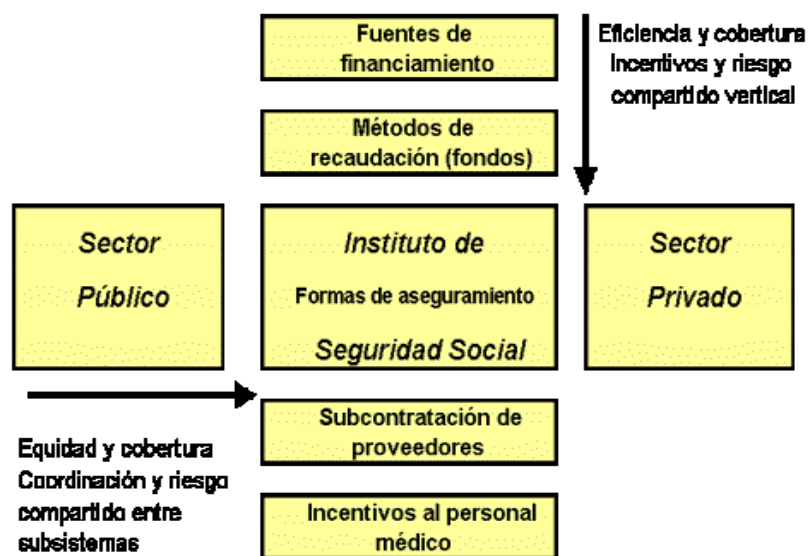 Fuentes de
financiamiento
Eficiencia y cobertura
Incentivos y riesgo
compartido vertical
Métodos de
recaudación (fondos)
Sector
Público
Instituto de
Formas de aseguramiento
Seguridad Social
Sector
Privado
Equidad y cobertura
Coordinación y riesgo
compartido entre
subsistemas
Subcontratación de
proveedores
Incentivos al personal
médico